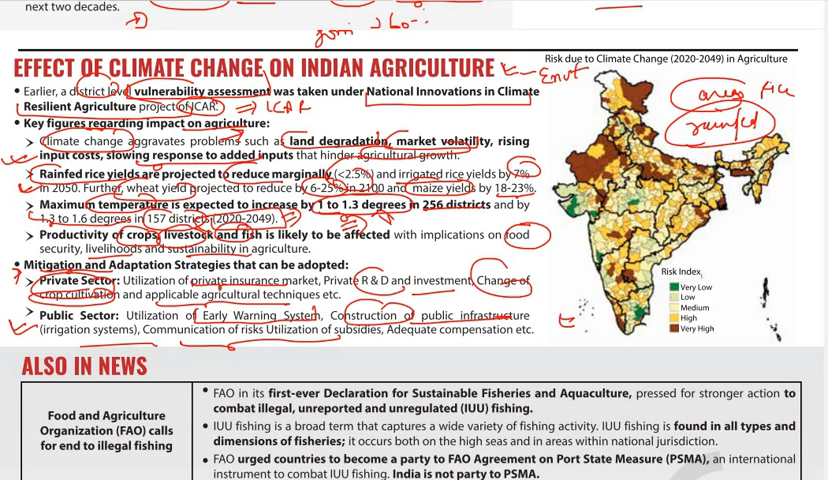 next two decades.
EFFECT OF CLIMATE CHANGE ON INDIAN AGRICULTURE
Envt
Risk due to Climate Change (2020-2049) in Agriculture
• Earlier, a district level vulnerability assessment was taken under National Innovations in Climate
Resilient Agriculture project of ICAR. ICAR
areas rice
rainfed
• Key figures regarding impact on agriculture:
Climate change aggravates problems such as land degradation, market volatility, rising
input costs, slowing response to added inputs that hinder agricultural growth.
Rainfed rice yields are projected to reduce marginally (<2.5%) and irrigated rice yields by 7%
in 2050. Further, wheat yield projected to reduce by 6-25% in 2100 and maize yields by 18-23%.
Maximum temperature is expected to increase by 1 to 1.3 degrees in 256 districts and by
1.3 to 1.6 degrees in 157 districts (2020-2049).
Productivity of crops, livestock and fish is likely to be affected with implications on food
security, livelihoods and sustainability in agriculture.
• Mitigation and Adaptation Strategies that can be adopted:
Private Sector: Utilization of private insurance market, Private R & D and investment, Change of
crop cultivation and applicable agricultural techniques etc.
Public Sector: Utilization of Early Warning System, Construction of public infrastructure
(irrigation systems), Communication of risks Utilization of subsidies, Adequate compensation etc.
Risk Index
Very Low
Low
Medium
High
Very High
ALSO IN NEWS
Food and Agriculture
Organization (FAO) calls
for end to illegal fishing
• FAO in its first-ever Declaration for Sustainable Fisheries and Aquaculture, pressed for stronger action to
combat illegal, unreported and unregulated (IUU) fishing.
• IUU fishing is a broad term that captures a wide variety of fishing activity. IUU fishing is found in all types and
dimensions of fisheries; it occurs both on the high seas and in areas within national jurisdiction.
• FAO urged countries to become a party to FAO Agreement on Port State Measure (PSMA), an international
instrument to combat IUU fishing. India is not party to PSMA.